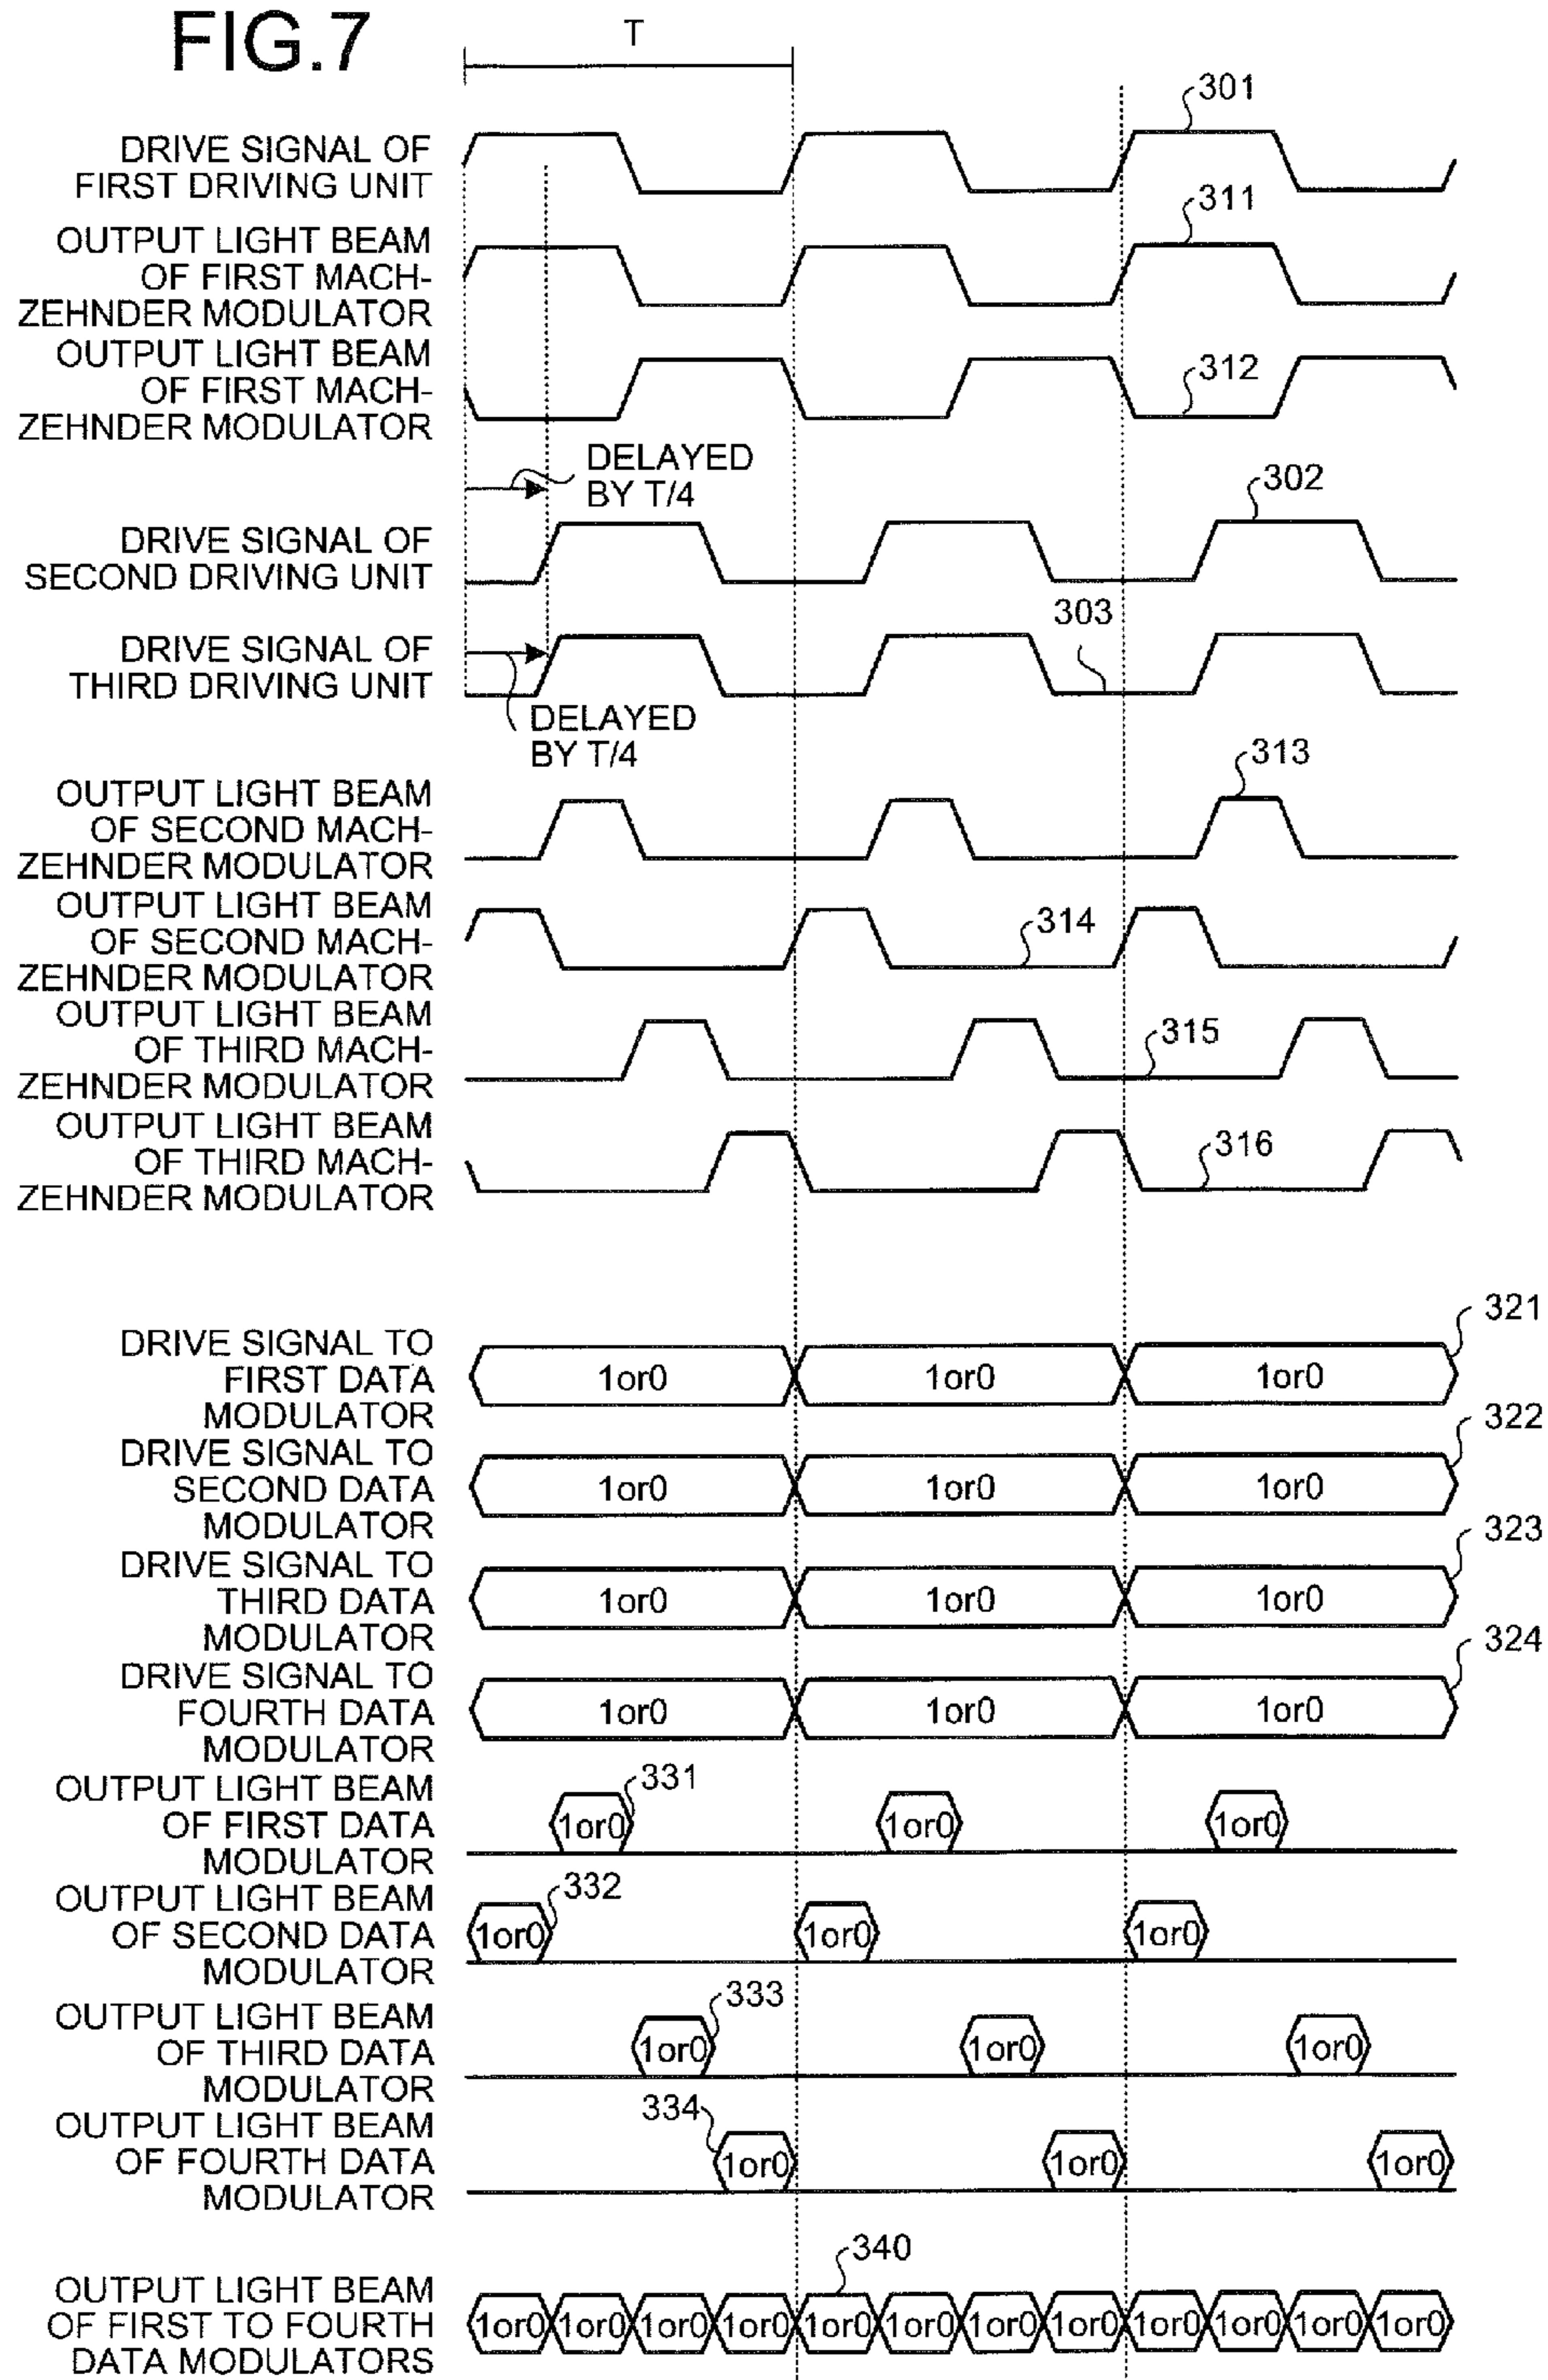 FIG.7
T
301
DRIVE SIGNAL OF
FIRST DRIVING UNIT
311
OUTPUT LIGHT BEAM
OF FIRST MACH-
ZEHNDER MODULATOR
312
OUTPUT LIGHT BEAM
OF FIRST MACH-
ZEHNDER MODULATOR
DELAYED
BY T/4
302
DRIVE SIGNAL OF
SECOND DRIVING UNIT
303
DRIVE SIGNAL OF
THIRD DRIVING UNIT
DELAYED
BY T/4
313
OUTPUT LIGHT BEAM
OF SECOND MACH-
ZEHNDER MODULATOR
314
OUTPUT LIGHT BEAM
OF SECOND MACH-
ZEHNDER MODULATOR
315
OUTPUT LIGHT BEAM
OF THIRD MACH-
ZEHNDER MODULATOR
316
OUTPUT LIGHT BEAM
OF THIRD MACH-
ZEHNDER MODULATOR
321
DRIVE SIGNAL TO
FIRST DATA
MODULATOR
1or0 1or0 1or0
322
DRIVE SIGNAL TO
SECOND DATA
MODULATOR
1or0 1or0 1or0
323
DRIVE SIGNAL TO
THIRD DATA
MODULATOR
1or0 1or0 1or0
324
DRIVE SIGNAL TO
FOURTH DATA
MODULATOR
1or0 1or0 1or0
331
OUTPUT LIGHT BEAM
OF FIRST DATA
MODULATOR
1or0 1or0 1or0
332
OUTPUT LIGHT BEAM
OF SECOND DATA
MODULATOR
1or0 1or0 1or0
333
OUTPUT LIGHT BEAM
OF THIRD DATA
MODULATOR
1or0 1or0 1or0
334
OUTPUT LIGHT BEAM
OF FOURTH DATA
MODULATOR
1or0 1or0 1or0
340
OUTPUT LIGHT BEAM
OF FIRST TO FOURTH
DATA MODULATORS
1or0 1or0 1or0 1or0 1or0 1or0 1or0 1or0 1or0 1or0 1or0 1or0